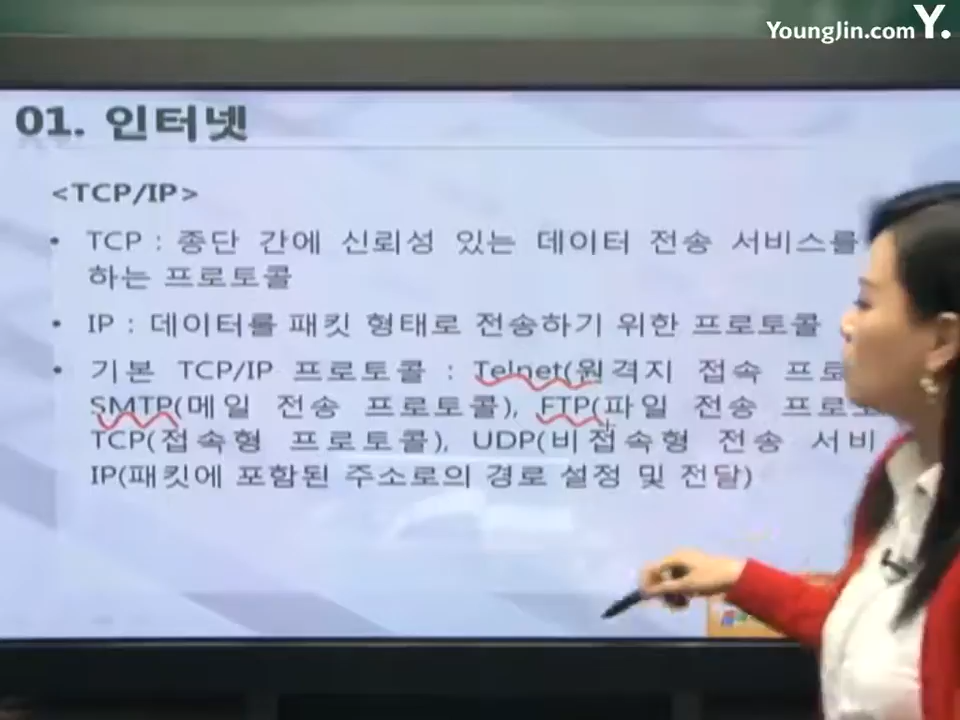 YoungJin.com Y.
01. 인터넷
<TCP/IP>
• TCP : 종단 간에 신뢰성 있는 데이터 전송 서비스를
하는 프로토콜
• IP : 데이터를 패킷 형태로 전송하기 위한 프로토콜
• 기본 TCP/IP 프로토콜 : Telnet(원격지 접속 프로
SMTP(메일 전송 프로토콜), FTP(파일 전송 프로토
TCP(접속형 프로토콜), UDP(비접속형 전송 서비
IP(패킷에 포함된 주소로의 경로 설정 및 전달)